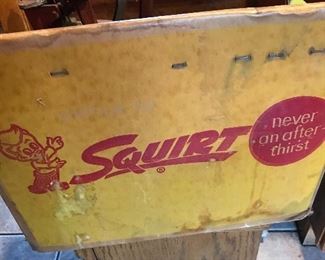 SQUIRT
®
never
an after-
thirst